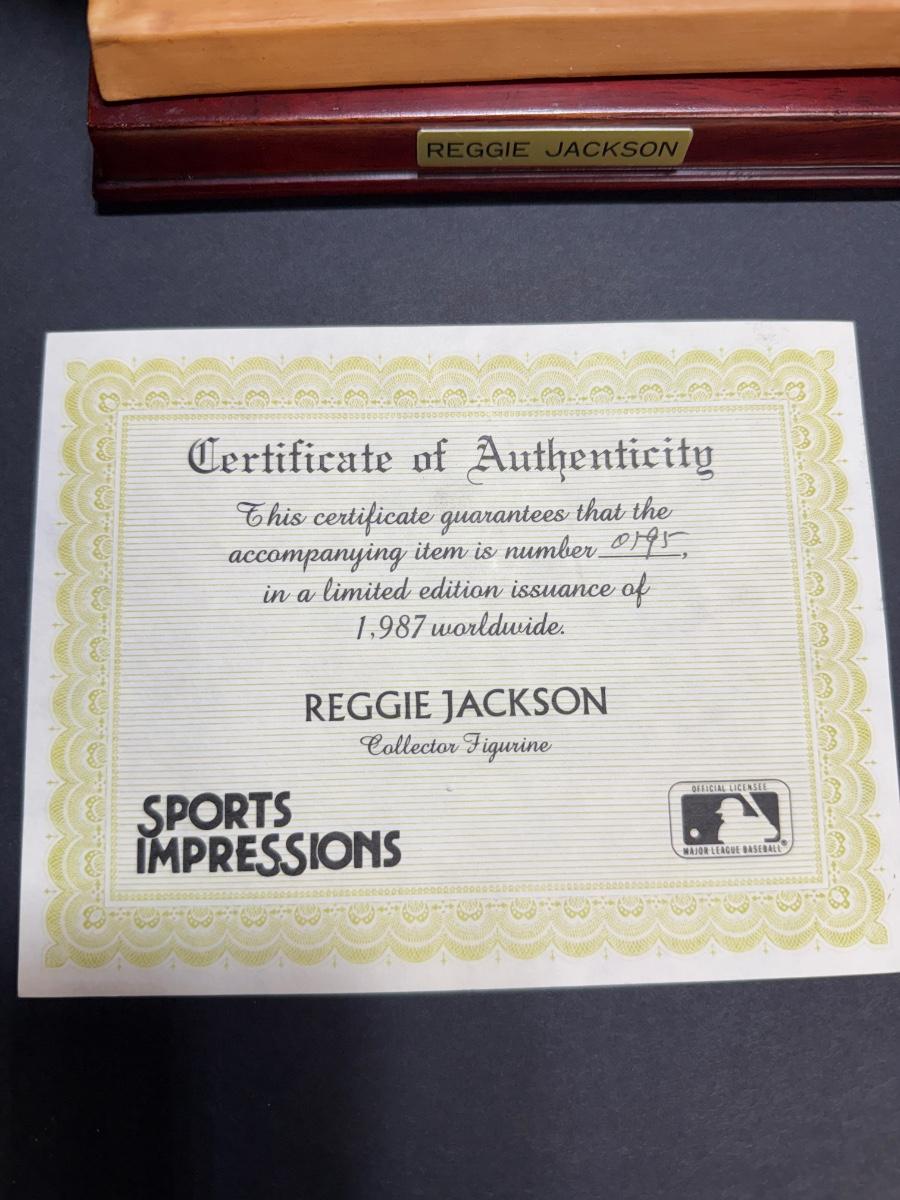 REGGIE JACKSON
Certificate of Authenticity
This certificate guarantees that the
accompanying item is number 0195,
in a limited edition issuance of
1,987 worldwide.
REGGIE JACKSON
Collector Figurine
SPORTS
IMPRESSIONS
OFFICIAL LICENSEE
MAJOR LEAGUE BASEBALL®